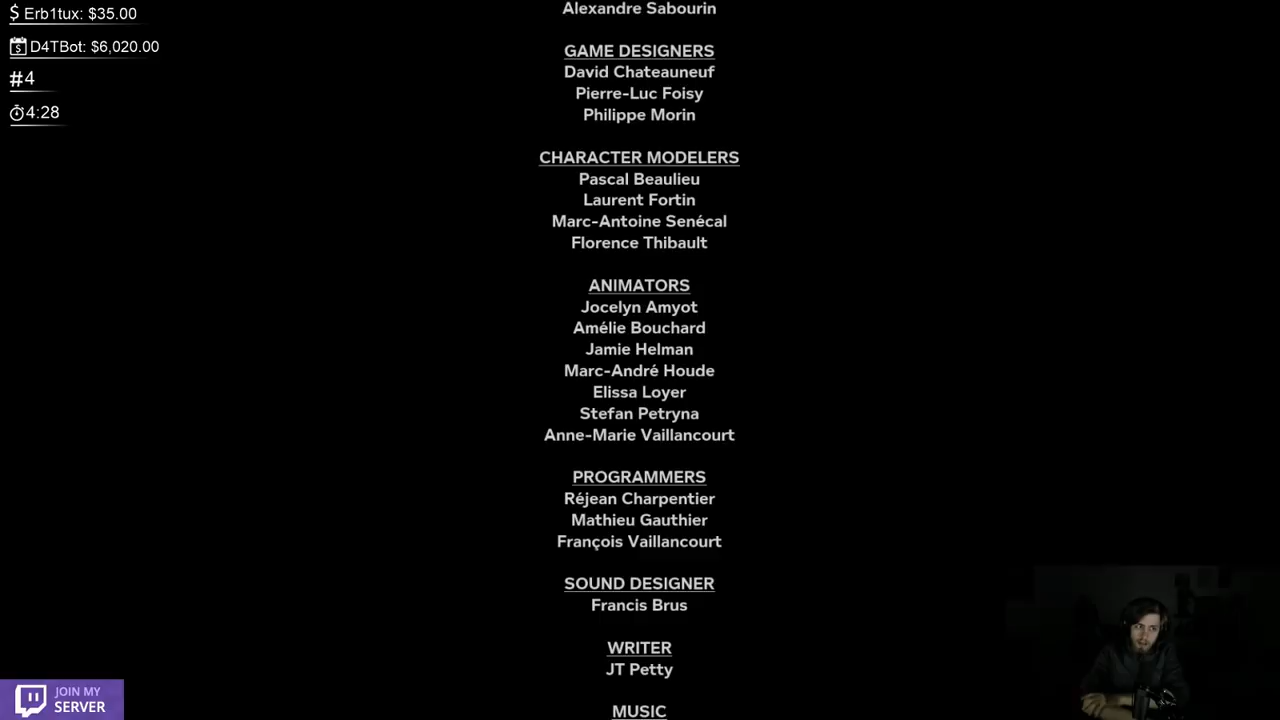 Erb1tux: $35.00
D4TBot: $6,020.00
#4
4:28
Alexandre Sabourin
GAME DESIGNERS
David Chateauneuf
Pierre-Luc Foisy
Philippe Morin
CHARACTER MODELERS
Pascal Beaulieu
Laurent Fortin
Marc-Antoine Senécal
Florence Thibault
ANIMATORS
Jocelyn Amyot
Amélie Bouchard
Jamie Helman
Marc-André Houde
Elissa Loyer
Stefan Petryna
Anne-Marie Vaillancourt
PROGRAMMERS
Réjean Charpentier
Mathieu Gauthier
François Vaillancourt
SOUND DESIGNER
Francis Brus
WRITER
JT Petty
MUSIC
JOIN MY
SERVER